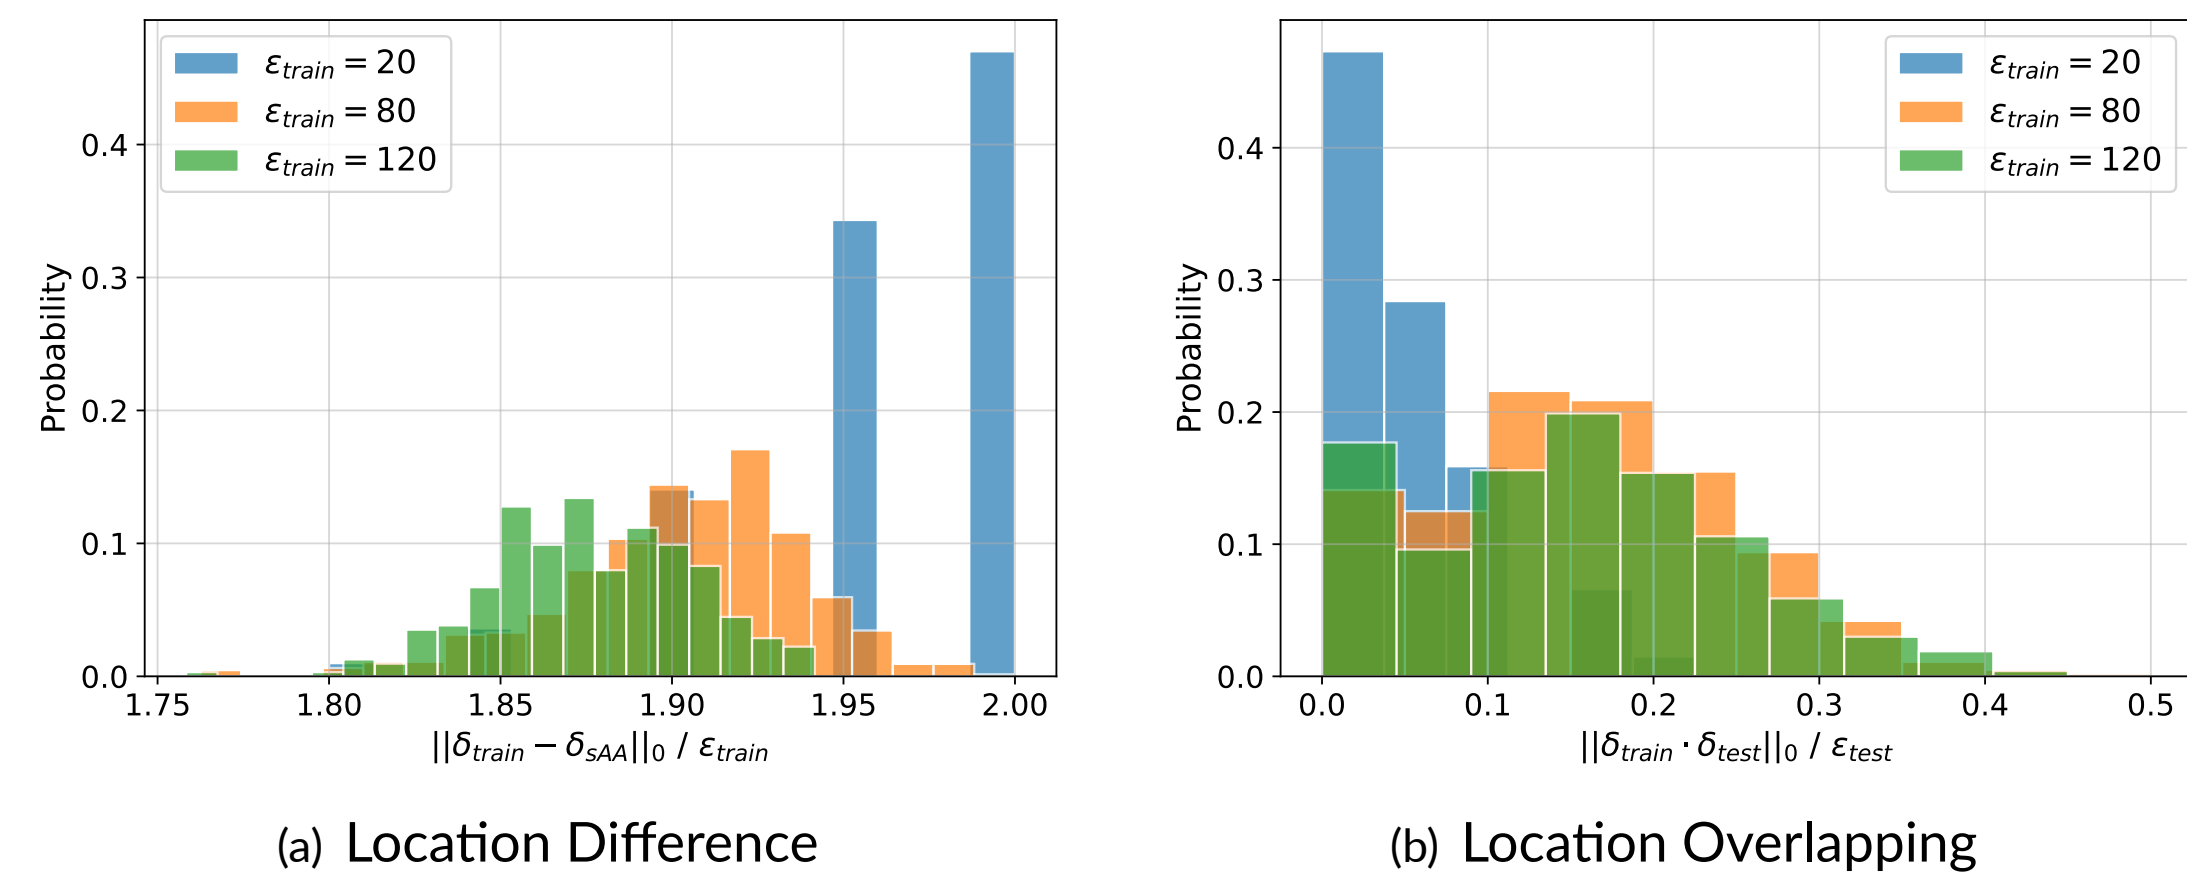 ε_train = 20
ε_train = 80
ε_train = 120
Probability
0.4
0.3
0.2
0.1
0.0
1.75 1.80 1.85 1.90 1.95 2.00
||δ_train − δ_sAA||_0 / ε_train
(a) Location Difference
ε_train = 20
ε_train = 80
ε_train = 120
Probability
0.4
0.3
0.2
0.1
0.0
0.0 0.1 0.2 0.3 0.4 0.5
||δ_train · δ_test||_0 / ε_test
(b) Location Overlapping